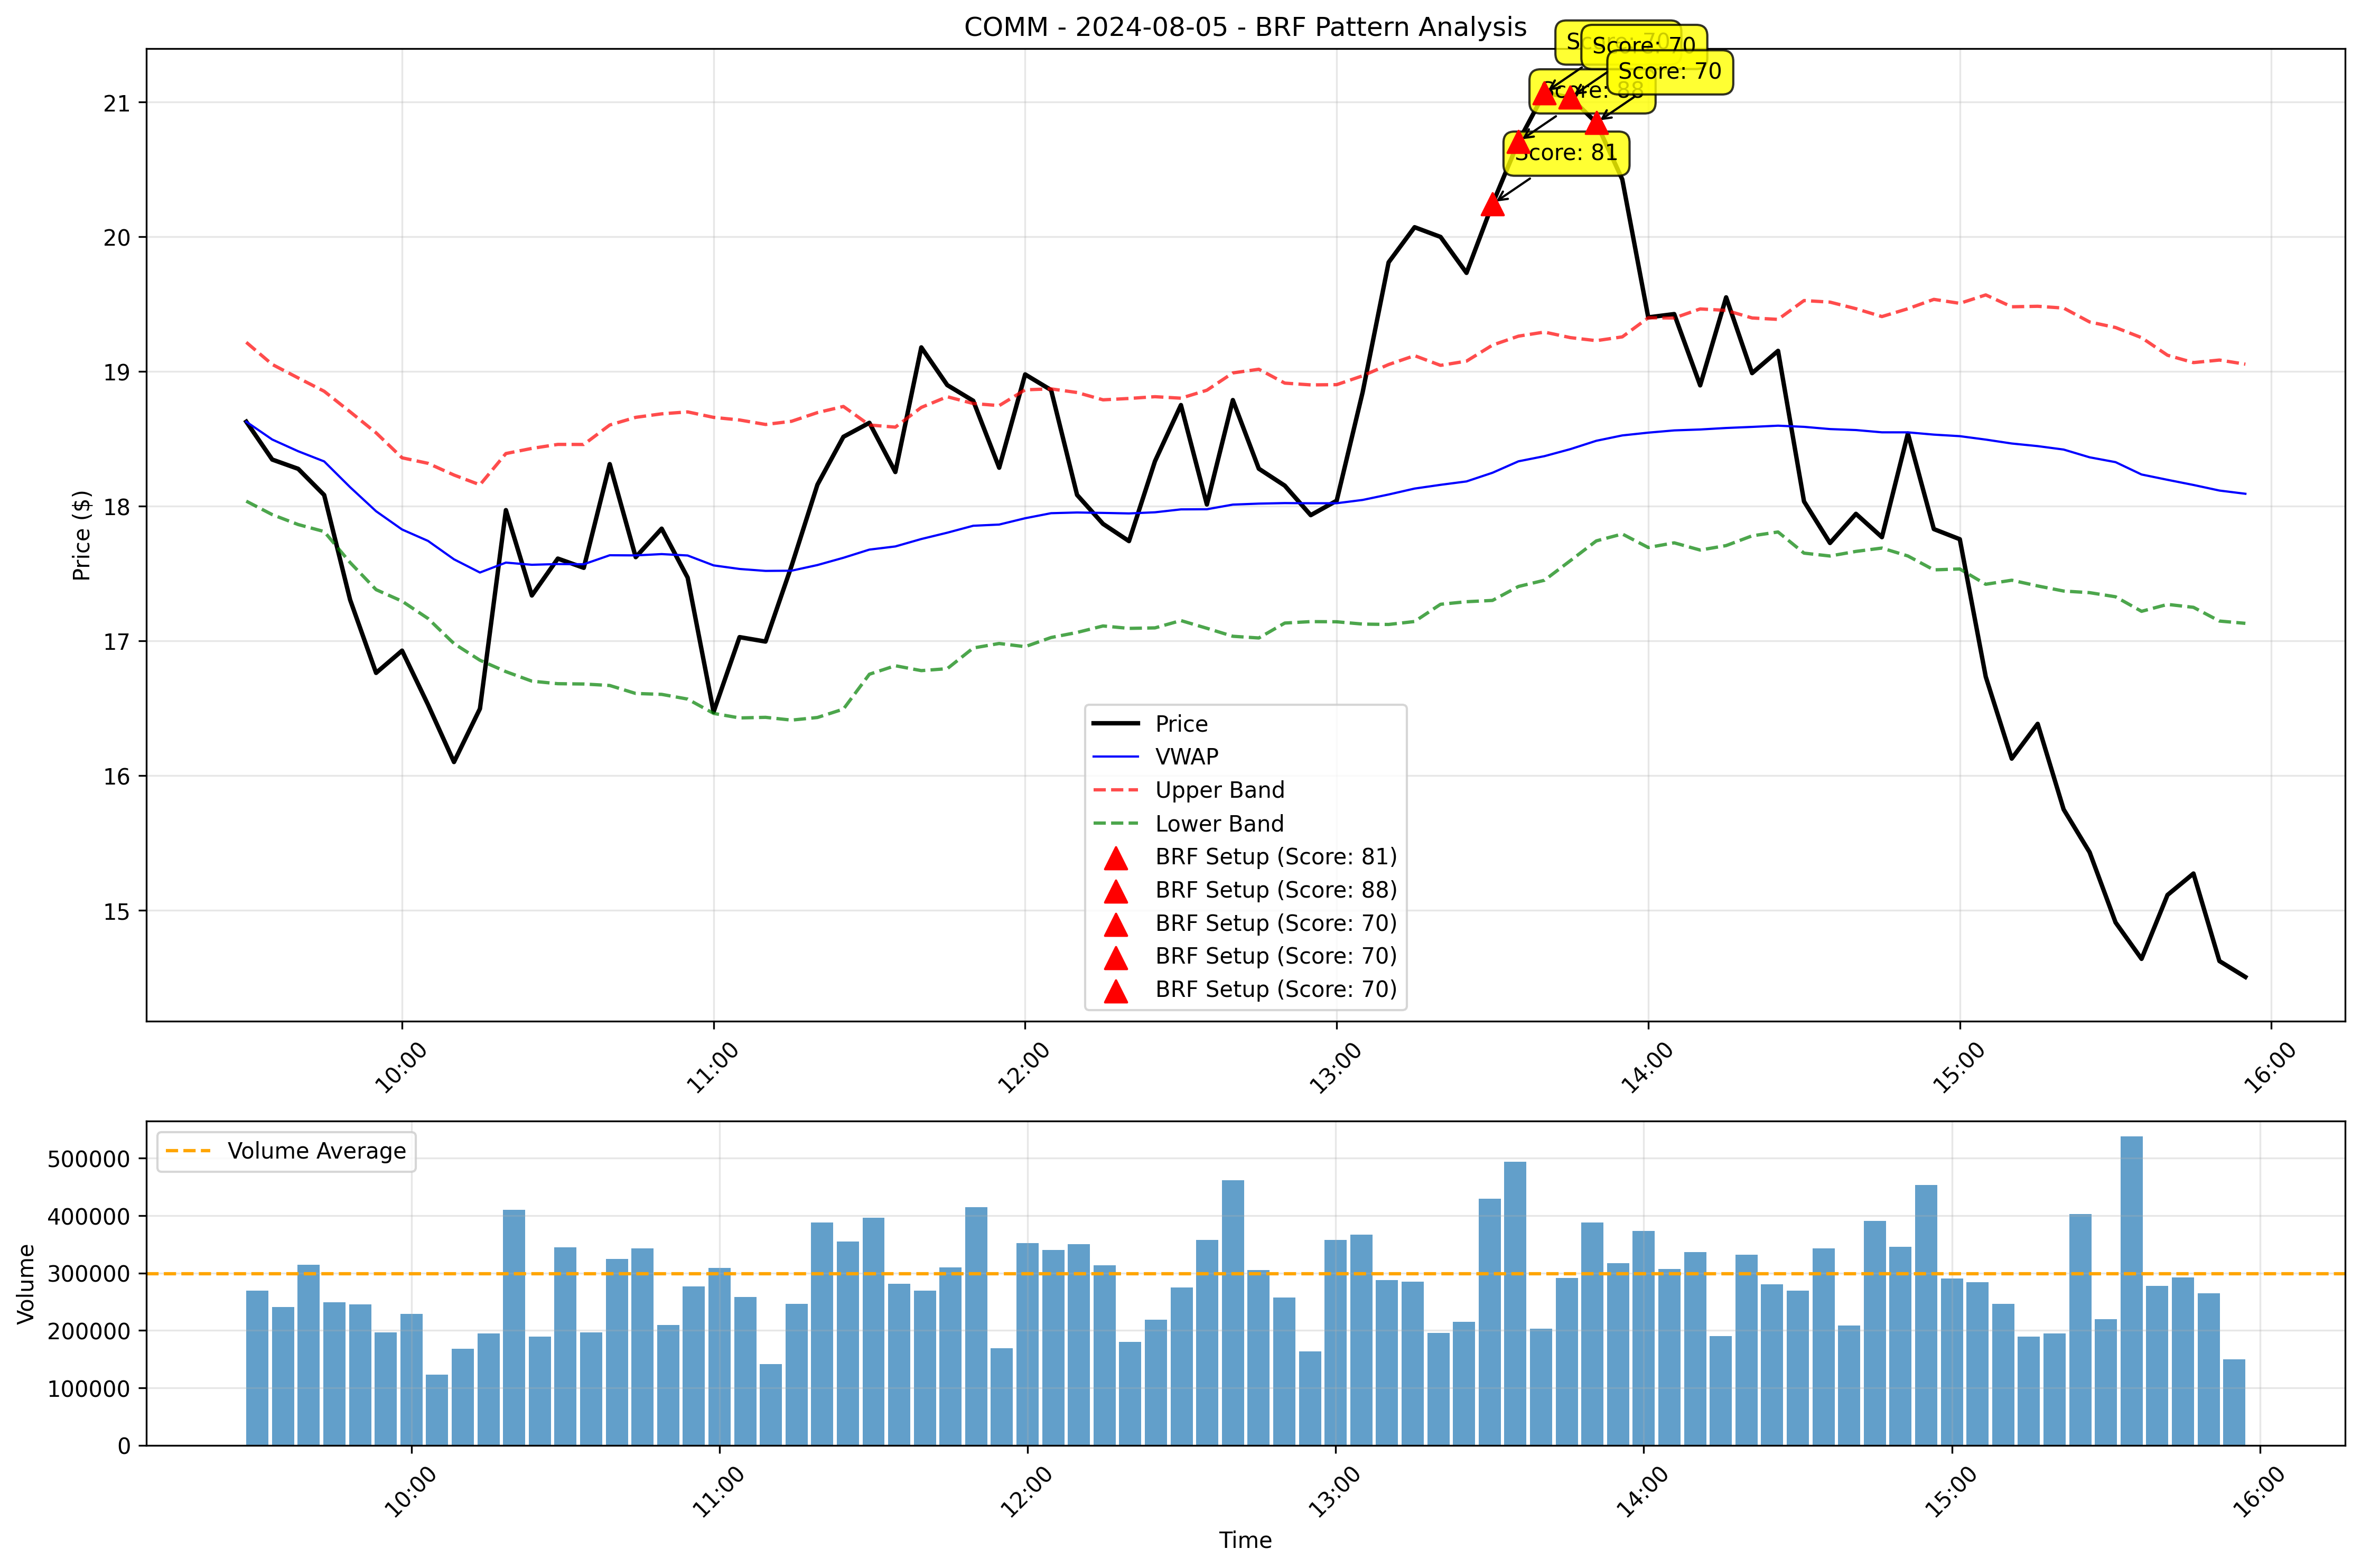 COMM - 2024-08-05 - BRF Pattern Analysis
Score: 70
Score: 70
Score: 70
Score: 88
Score: 81
Price ($)
21
20
19
18
17
16
15
Price
VWAP
Upper Band
Lower Band
BRF Setup (Score: 81)
BRF Setup (Score: 88)
BRF Setup (Score: 70)
BRF Setup (Score: 70)
BRF Setup (Score: 70)
10:00
11:00
12:00
13:00
14:00
15:00
16:00
Volume Average
Volume
500000
400000
300000
200000
100000
0
10:00
11:00
12:00
13:00
14:00
15:00
16:00
Time